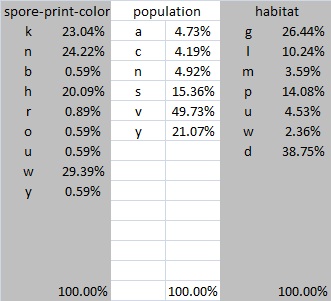 spore-print-color population habitat
k 23.04% a 4.73% g 26.44%
n 24.22% c 4.19% l 10.24%
b 0.59% n 4.92% m 3.59%
h 20.09% s 15.36% p 14.08%
r 0.89% v 49.73% u 4.53%
o 0.59% y 21.07% w 2.36%
u 0.59% d 38.75%
w 29.39%
y 0.59%
100.00% 100.00% 100.00%